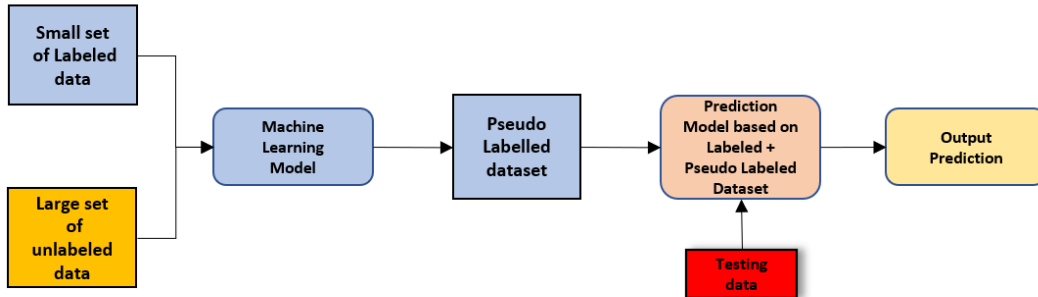 Small set
of Labeled
data
Large set
of
unlabeled
data
Machine
Learning
Model
Pseudo
Labelled
dataset
Prediction
Model based on
Labeled +
Pseudo Labeled
Dataset
Testing
data
Output
Prediction